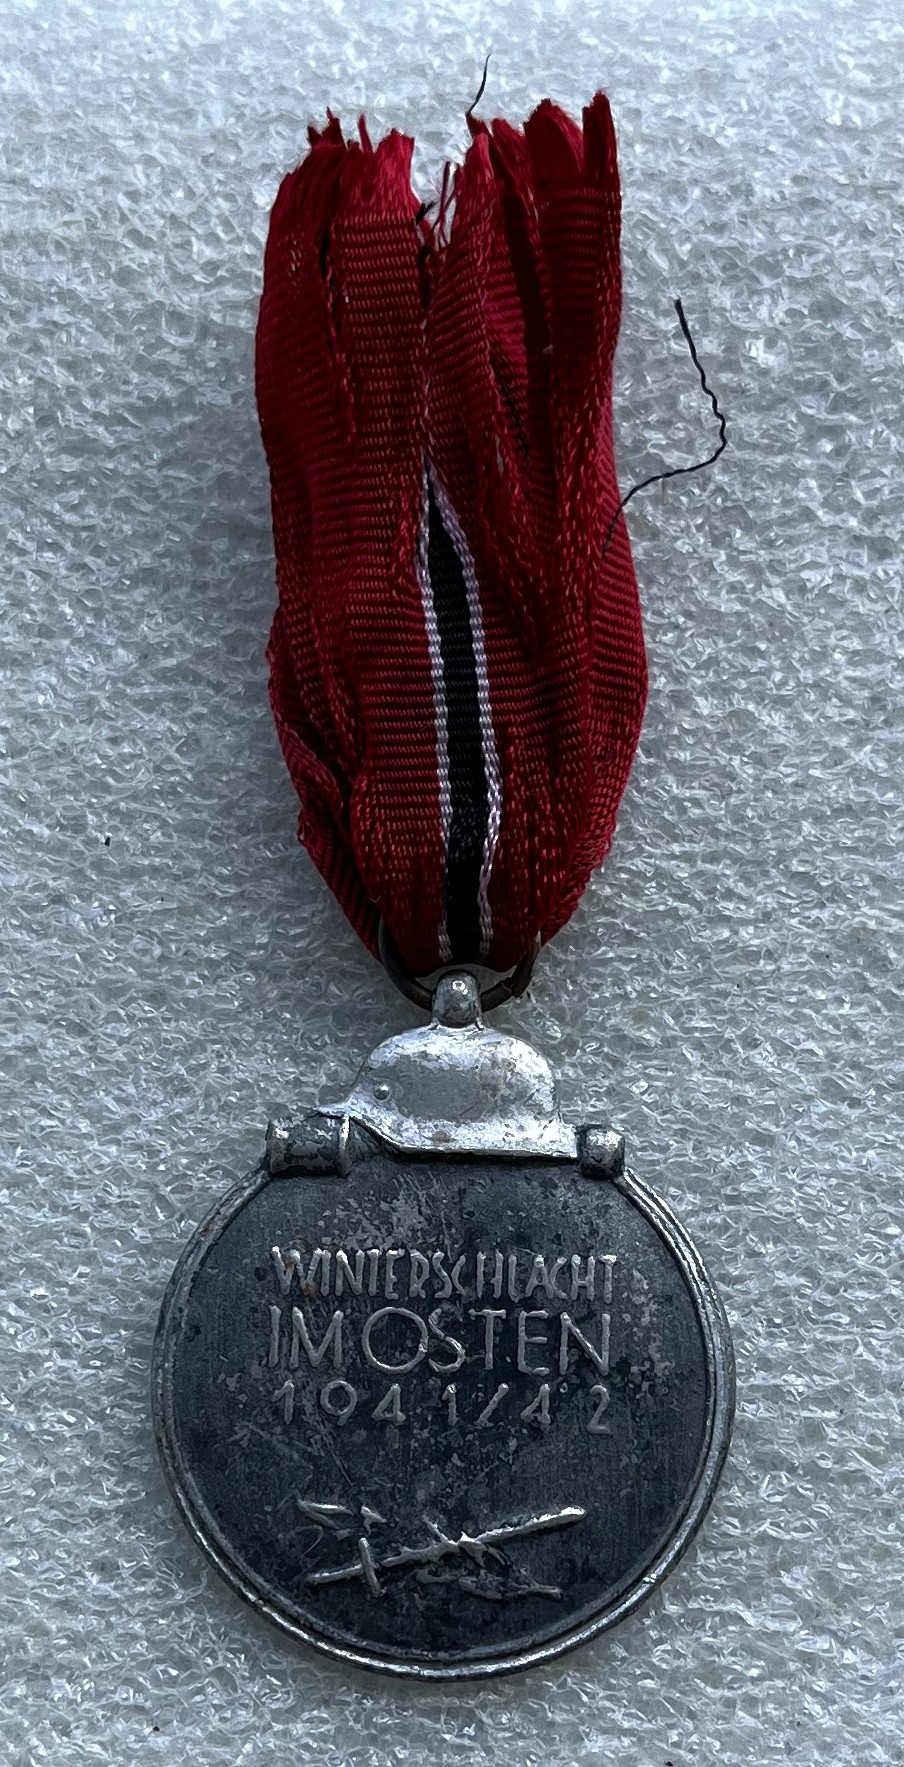 WINTERSCHLACHT
IM OSTEN
1941/42